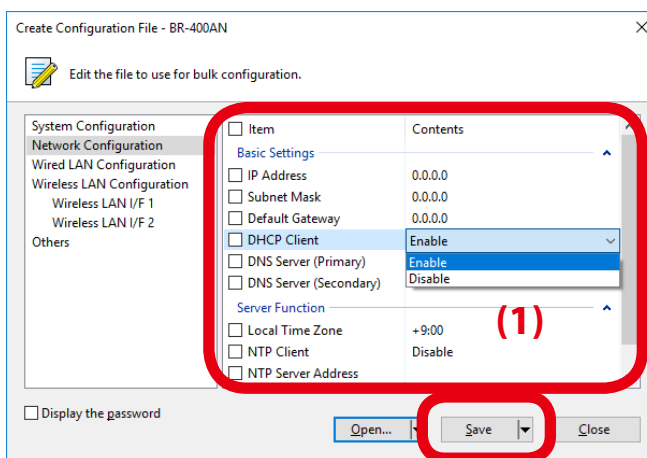 Create Configuration File - BR-400AN
Edit the file to use for bulk configuration.
System Configuration
Network Configuration
Wired LAN Configuration
Wireless LAN Configuration
Wireless LAN I/F 1
Wireless LAN I/F 2
Others
Item Contents
Basic Settings
IP Address 0.0.0.0
Subnet Mask 0.0.0.0
Default Gateway 0.0.0.0
DHCP Client Enable
DNS Server (Primary) Enable
DNS Server (Secondary) Disable
Server Function
Local Time Zone +9:00
NTP Client Disable
NTP Server Address
(1)
Display the password
Open... Save Close